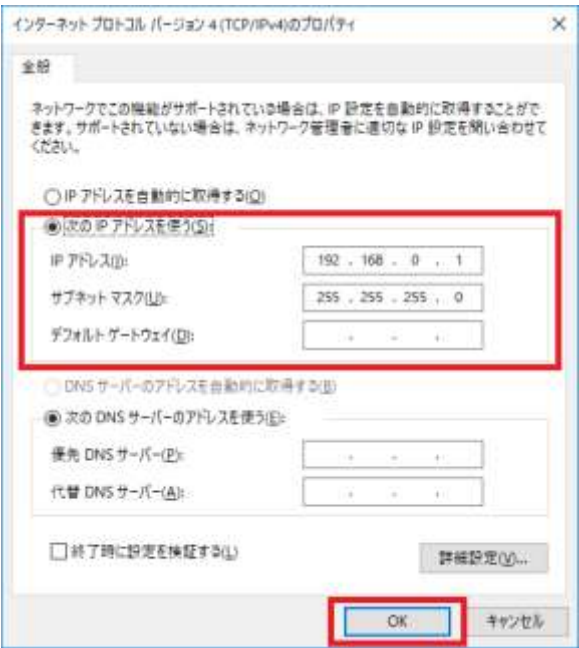 インターネット プロトコル バージョン 4 (TCP/IPv4)のプロパティ
全般
ネットワークでこの機能がサポートされている場合は、IP 設定を自動的に取得することがで
きます。サポートされていない場合は、ネットワーク管理者に適切な IP 設定を問い合わせて
ください。
IP アドレスを自動的に取得する(O)
次の IP アドレスを使う(S):
IP アドレス(I): 192 . 168 . 0 . 1
サブネット マスク(U): 255 . 255 . 255 . 0
デフォルト ゲートウェイ(D): . . .
DNS サーバーのアドレスを自動的に取得する(B)
次の DNS サーバーのアドレスを使う(E):
優先 DNS サーバー(P): . . .
代替 DNS サーバー(A): . . .
終了時に設定を検証する(L)
詳細設定(V)...
OK キャンセル